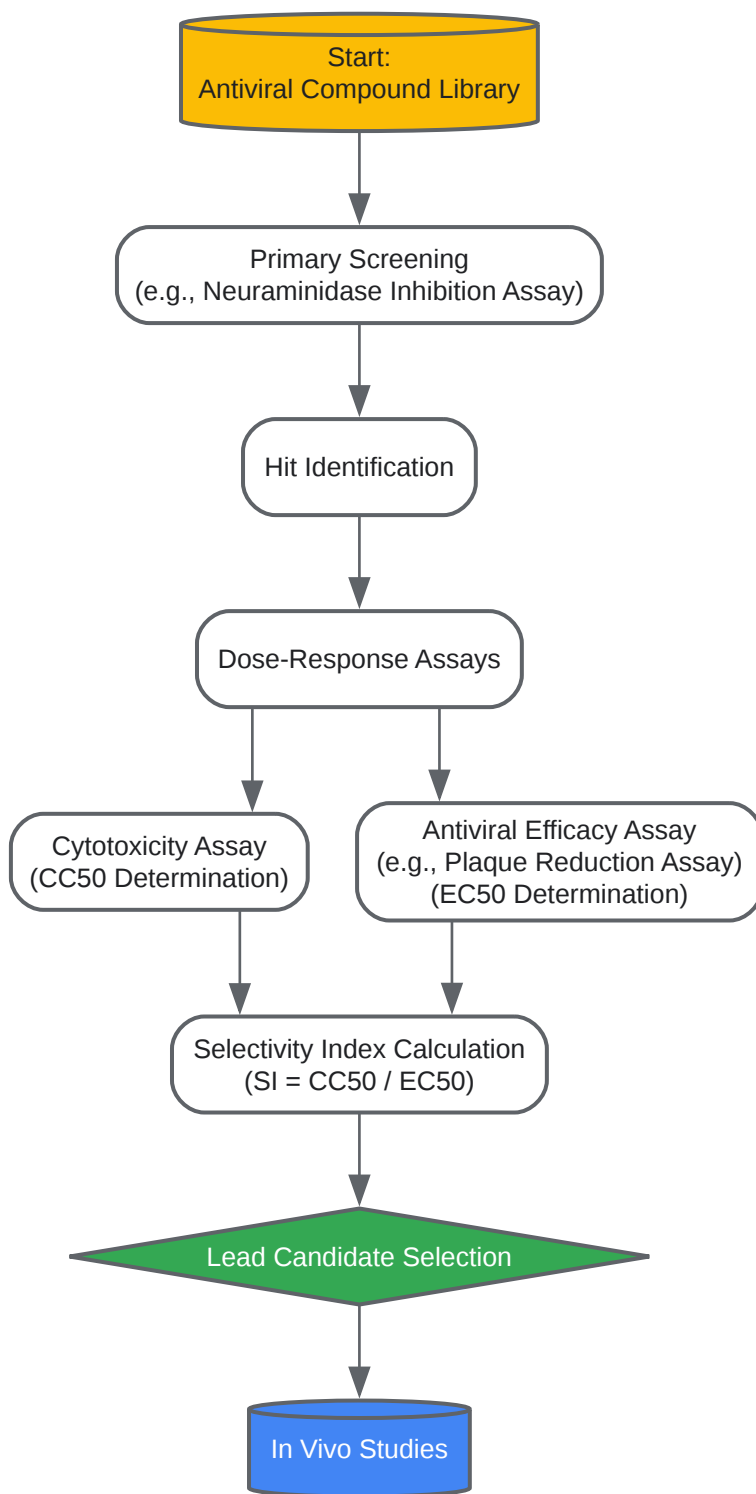 Start:
Antiviral Compound Library
Primary Screening
(e.g., Neuraminidase Inhibition Assay)
Hit Identification
Dose-Response Assays
Cytotoxicity Assay
(CC50 Determination)
Antiviral Efficacy Assay
(e.g., Plaque Reduction Assay)
(EC50 Determination)
Selectivity Index Calculation
(SI = CC50 / EC50)
Lead Candidate Selection
In Vivo Studies